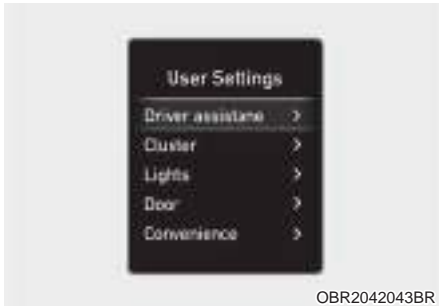 User Settings
Driver assistane >
Cluster >
Lights >
Door >
Convenience >
OBR2042043BR